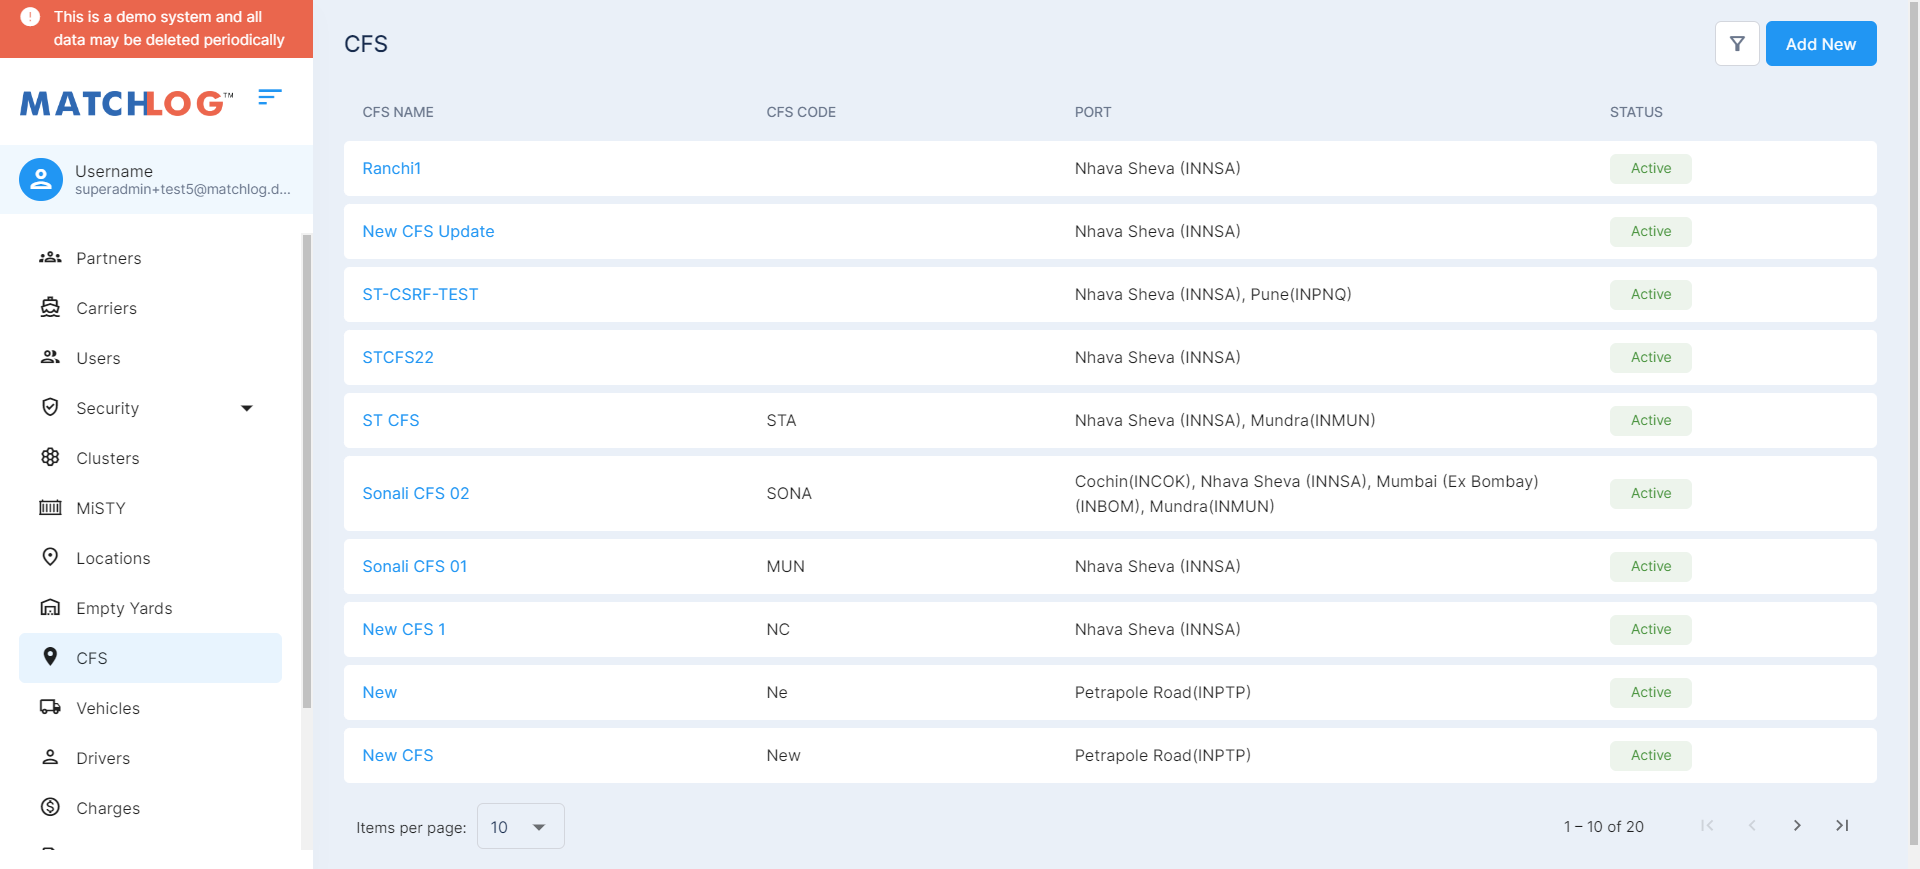 This is a demo system and all
data may be deleted periodically
MATCHLOG™
Username
superadmin+test5@matchlog.d...
Partners
Carriers
Users
Security
Clusters
MiSTY
Locations
Empty Yards
CFS
Vehicles
Drivers
Charges
CFS
Add New
CFS NAME CFS CODE PORT STATUS
Ranchi1 Nhava Sheva (INNSA) Active
New CFS Update Nhava Sheva (INNSA) Active
ST-CSRF-TEST Nhava Sheva (INNSA), Pune(INPNQ) Active
STCFS22 Nhava Sheva (INNSA) Active
ST CFS STA Nhava Sheva (INNSA), Mundra(INMUN) Active
Sonali CFS 02 SONA Cochin(INCOK), Nhava Sheva (INNSA), Mumbai (Ex Bombay)
(INBOM), Mundra(INMUN) Active
Sonali CFS 01 MUN Nhava Sheva (INNSA) Active
New CFS 1 NC Nhava Sheva (INNSA) Active
New Ne Petrapole Road(INPTP) Active
New CFS New Petrapole Road(INPTP) Active
Items per page: 10 1 – 10 of 20